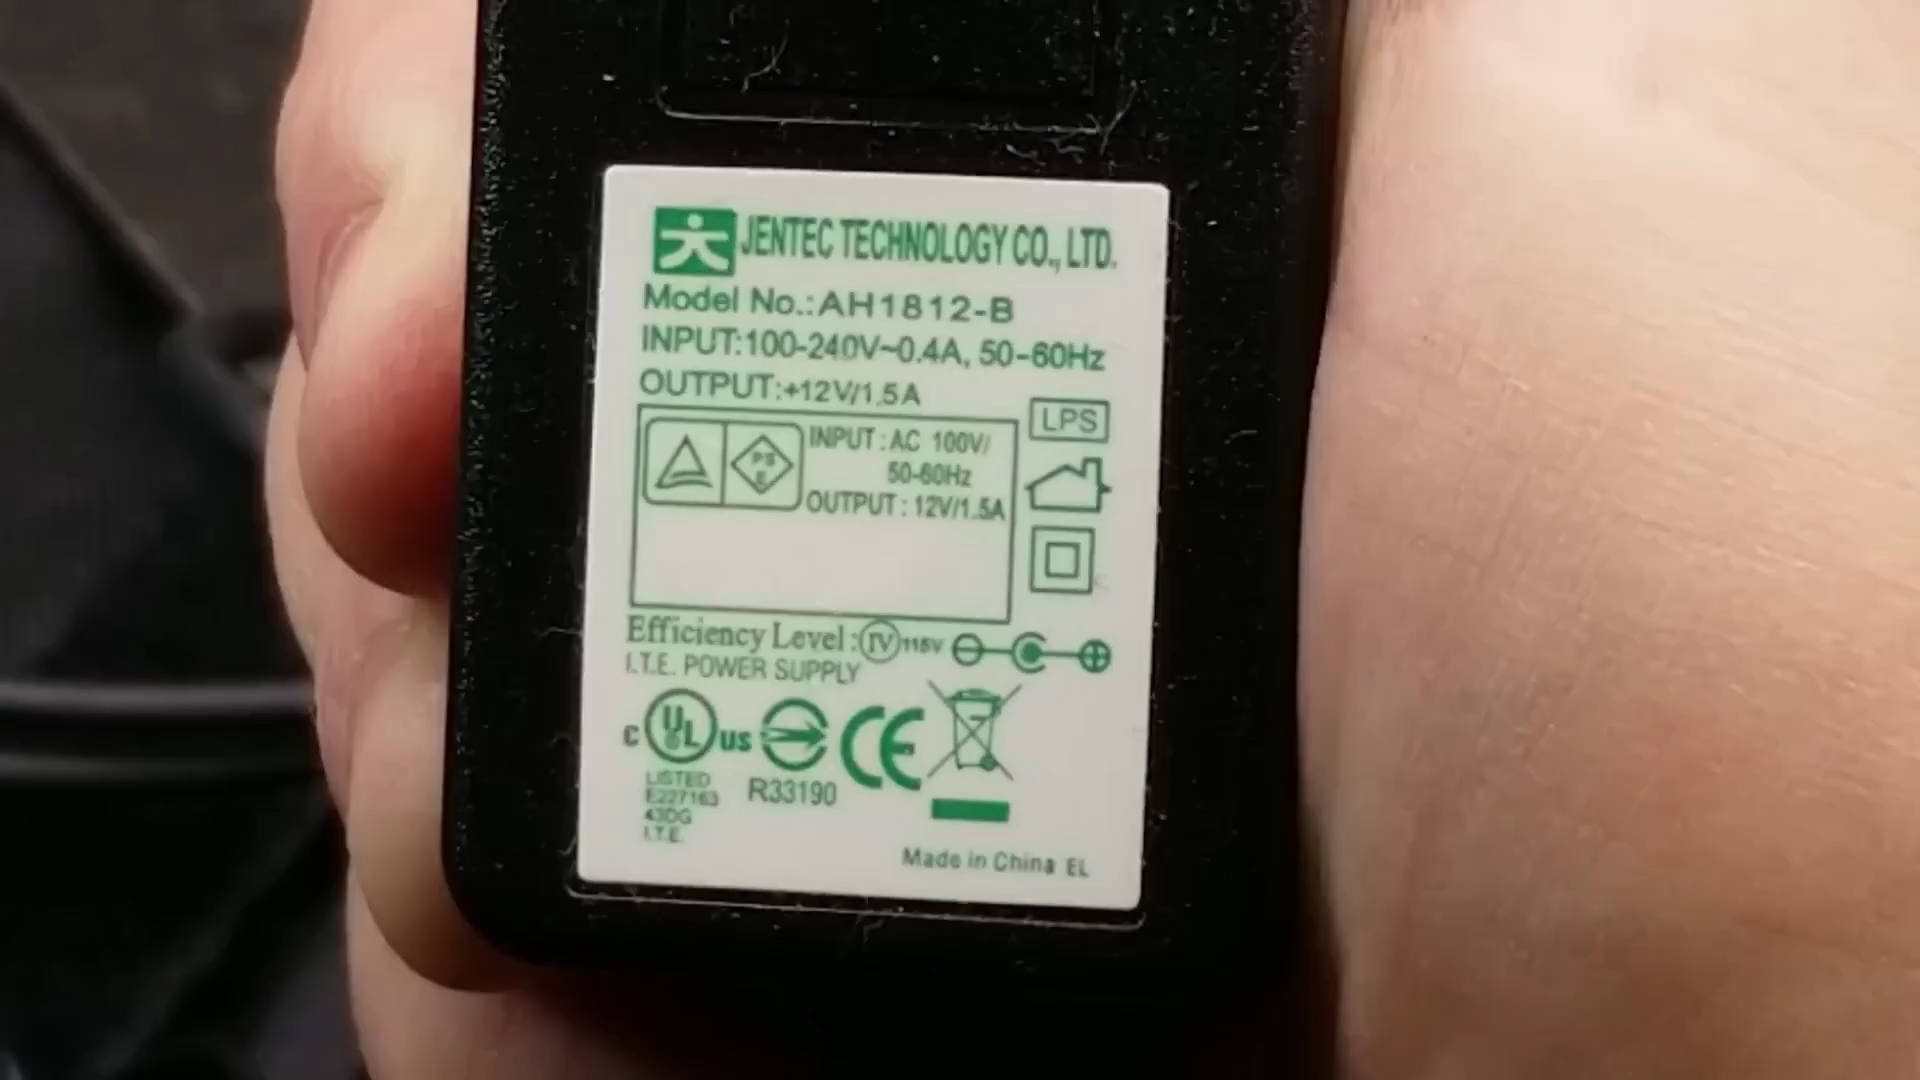 JENTEC TECHNOLOGY CO., LTD.
Model No.:AH1812-B
INPUT:100-240V~0.4A, 50-60Hz
OUTPUT:+12V/1.5A
LPS
PS
E
INPUT : AC 100V/
50-60Hz
OUTPUT : 12V/1.5A
Efficiency Level : IV 115V
I.T.E. POWER SUPPLY
c UL us CE
LISTED
E227163
43DG
I.T.E.
R33190
Made in China EL